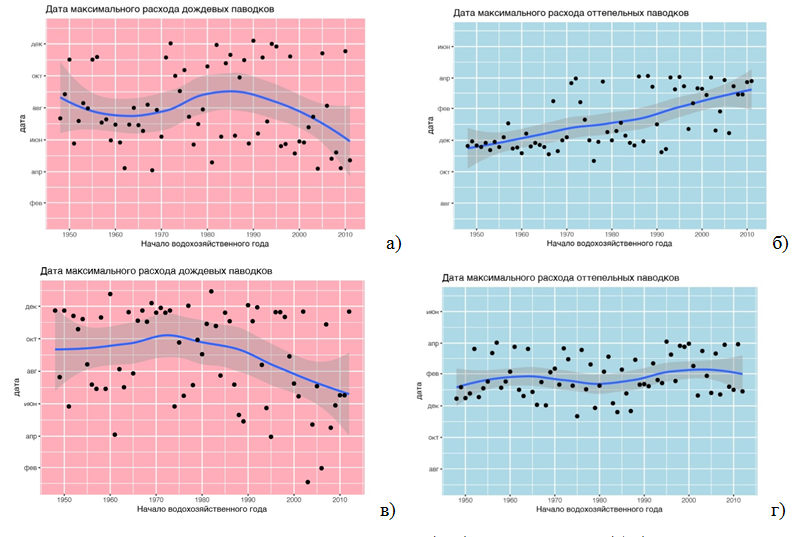 Дата максимального расхода дождевых паводков
дек
окт
авг
июн
апр
фев
дата
1950 1960 1970 1980 1990 2000 2010
Начало водохозяйственного года
а)
Дата максимального расхода оттепельных паводков
июн
апр
фев
дек
окт
авг
дата
1950 1960 1970 1980 1990 2000 2010
Начало водохозяйственного года
б)
Дата максимального расхода дождевых паводков
дек
окт
авг
июн
апр
фев
дата
1950 1960 1970 1980 1990 2000 2010
Начало водохозяйственного года
в)
Дата максимального расхода оттепельных паводков
июн
апр
фев
дек
окт
авг
дата
1950 1960 1970 1980 1990 2000 2010
Начало водохозяйственного года
г)